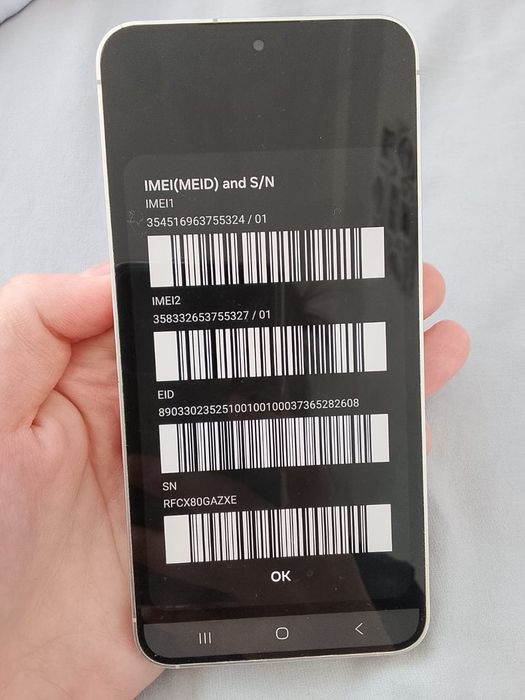 IMEI(MEID) and S/N
IMEI1
354516963755324 / 01
IMEI2
358332653755327 / 01
EID
89033023525100100100037365282608
SN
RFCX80GAZXE
OK